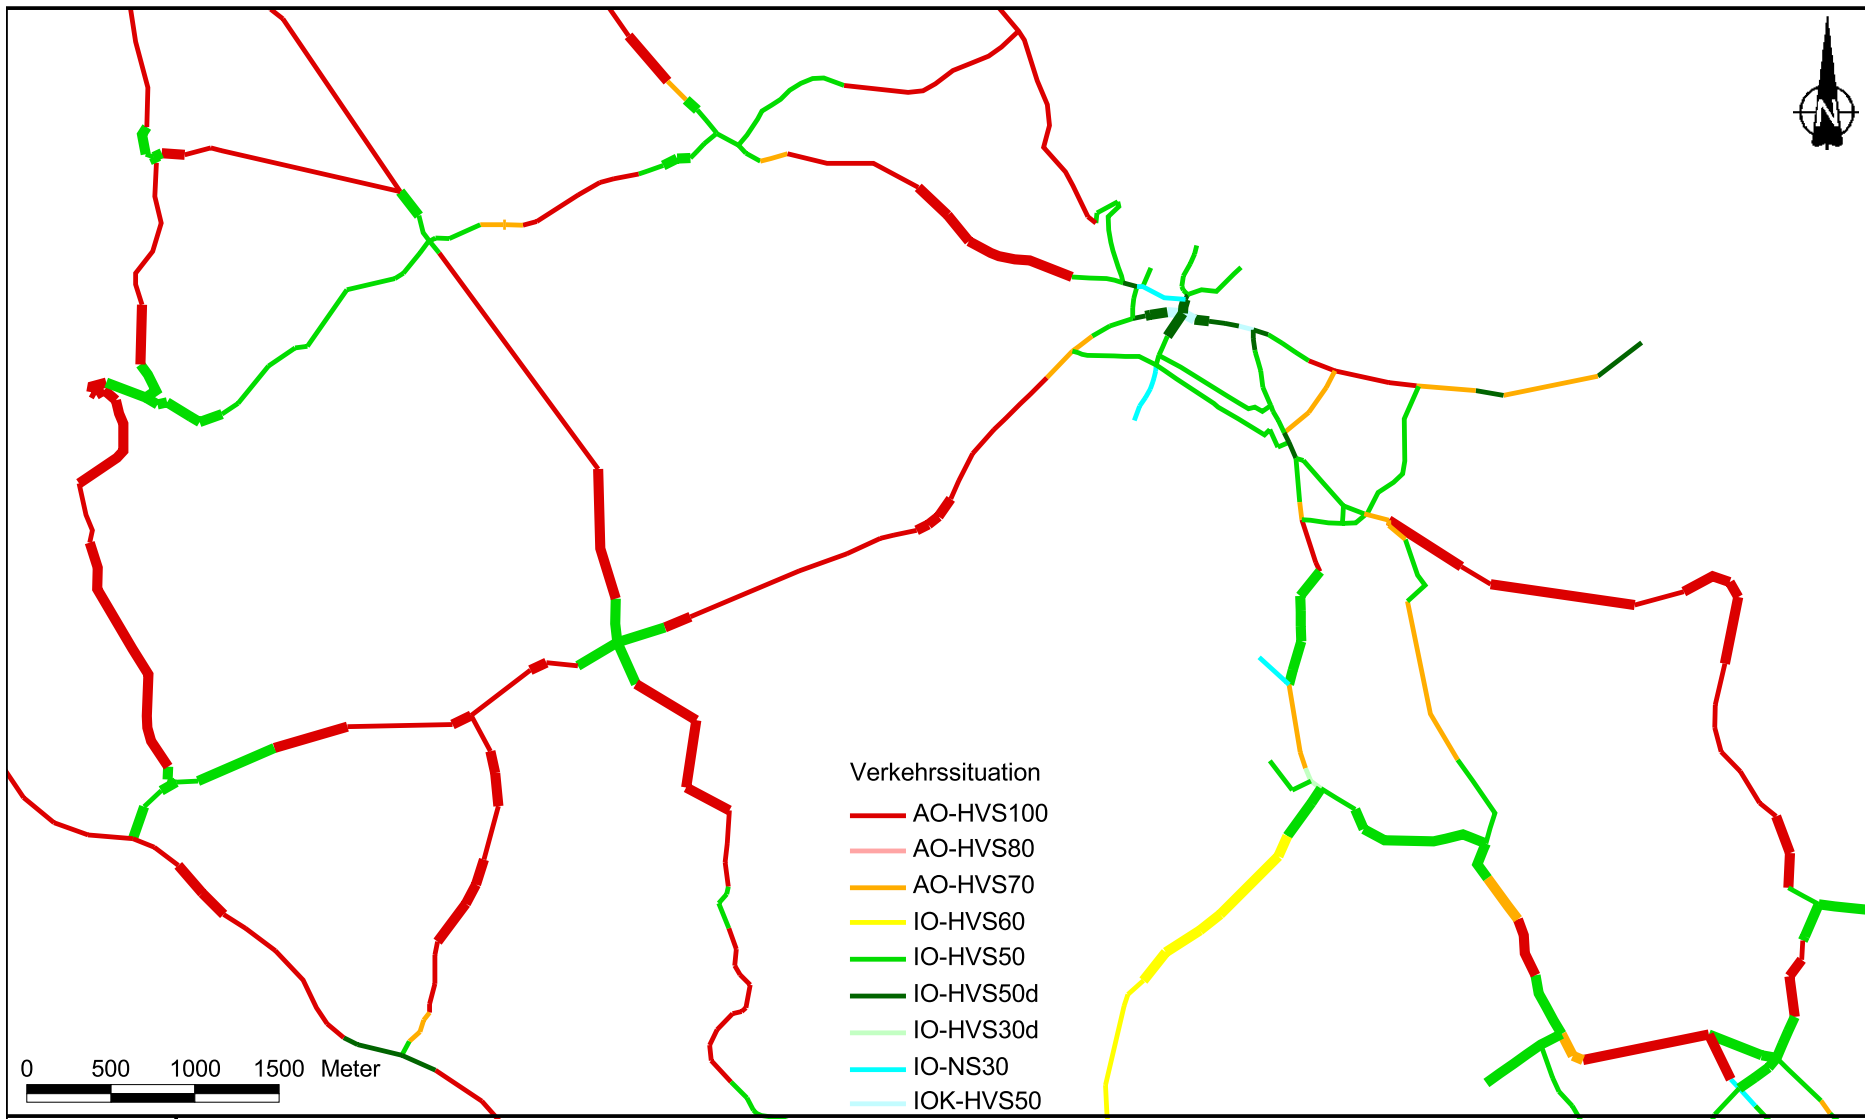 N
Verkehrssituation
AO-HVS100
AO-HVS80
AO-HVS70
IO-HVS60
IO-HVS50
IO-HVS50d
IO-HVS30d
IO-NS30
IOK-HVS50
0 500 1000 1500 Meter